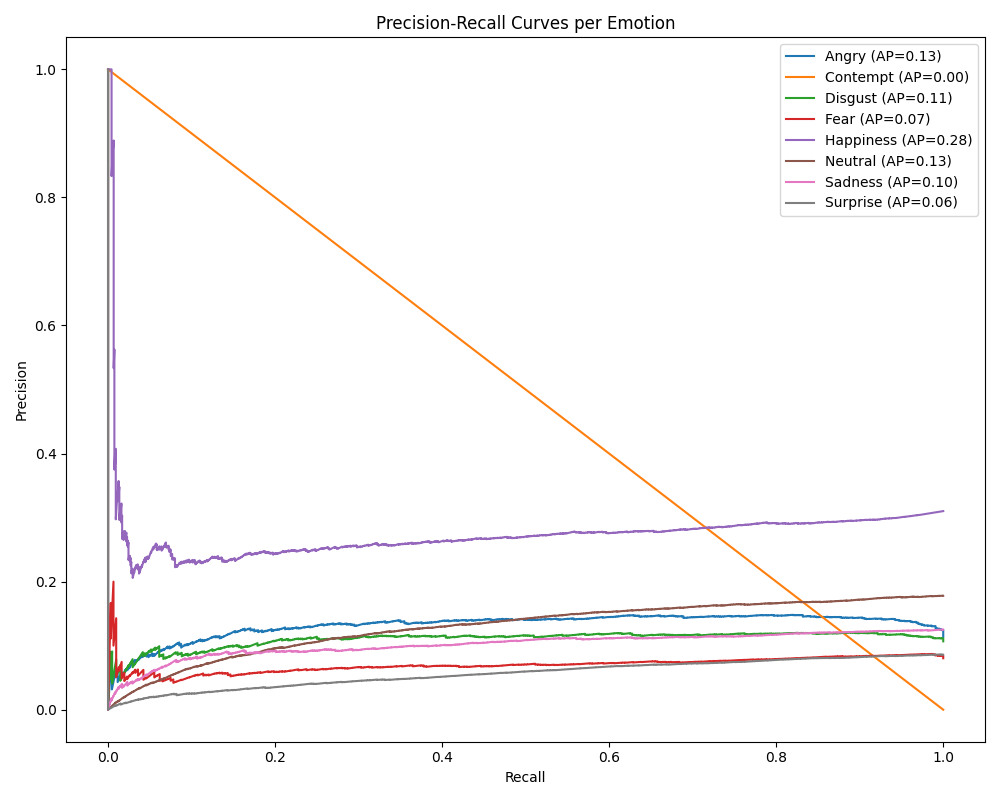 Precision-Recall Curves per Emotion
Angry (AP=0.13)
Contempt (AP=0.00)
Disgust (AP=0.11)
Fear (AP=0.07)
Happiness (AP=0.28)
Neutral (AP=0.13)
Sadness (AP=0.10)
Surprise (AP=0.06)
Precision
1.0
0.8
0.6
0.4
0.2
0.0
0.0 0.2 0.4 0.6 0.8 1.0
Recall